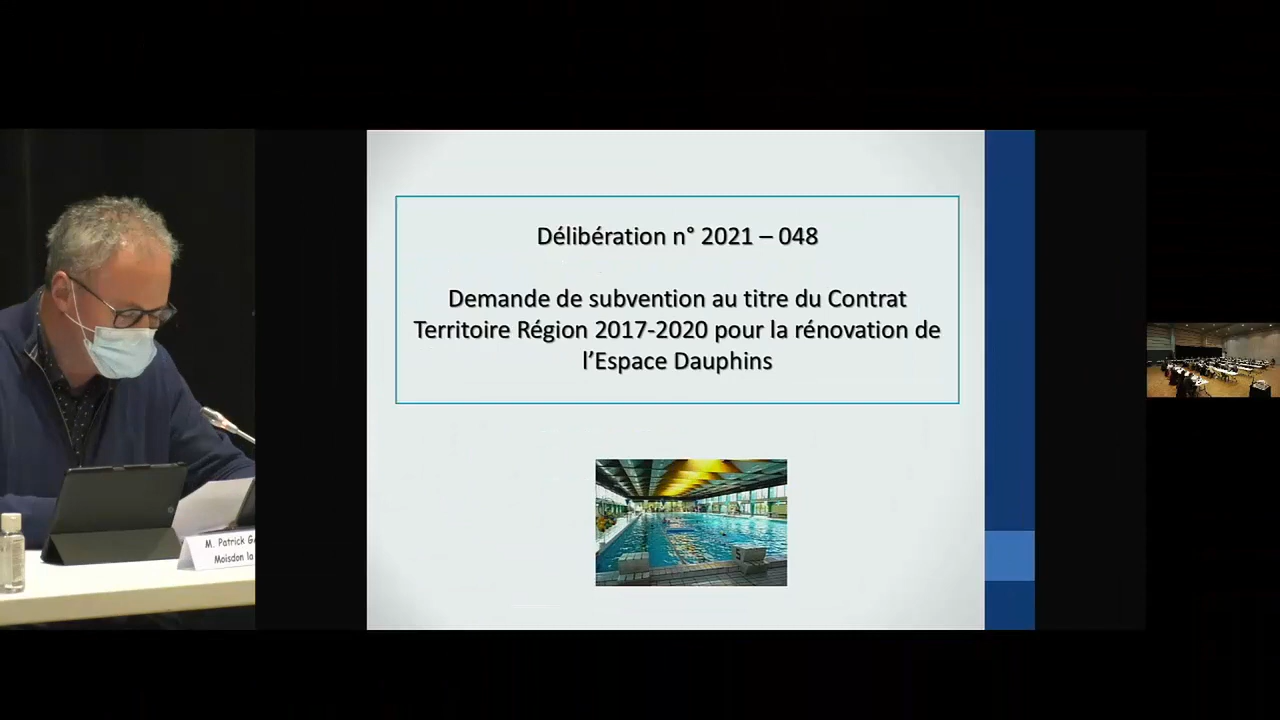 Délibération n° 2021 – 048
Demande de subvention au titre du Contrat
Territoire Région 2017-2020 pour la rénovation de
l’Espace Dauphins
M. Patrick
Moisdon la